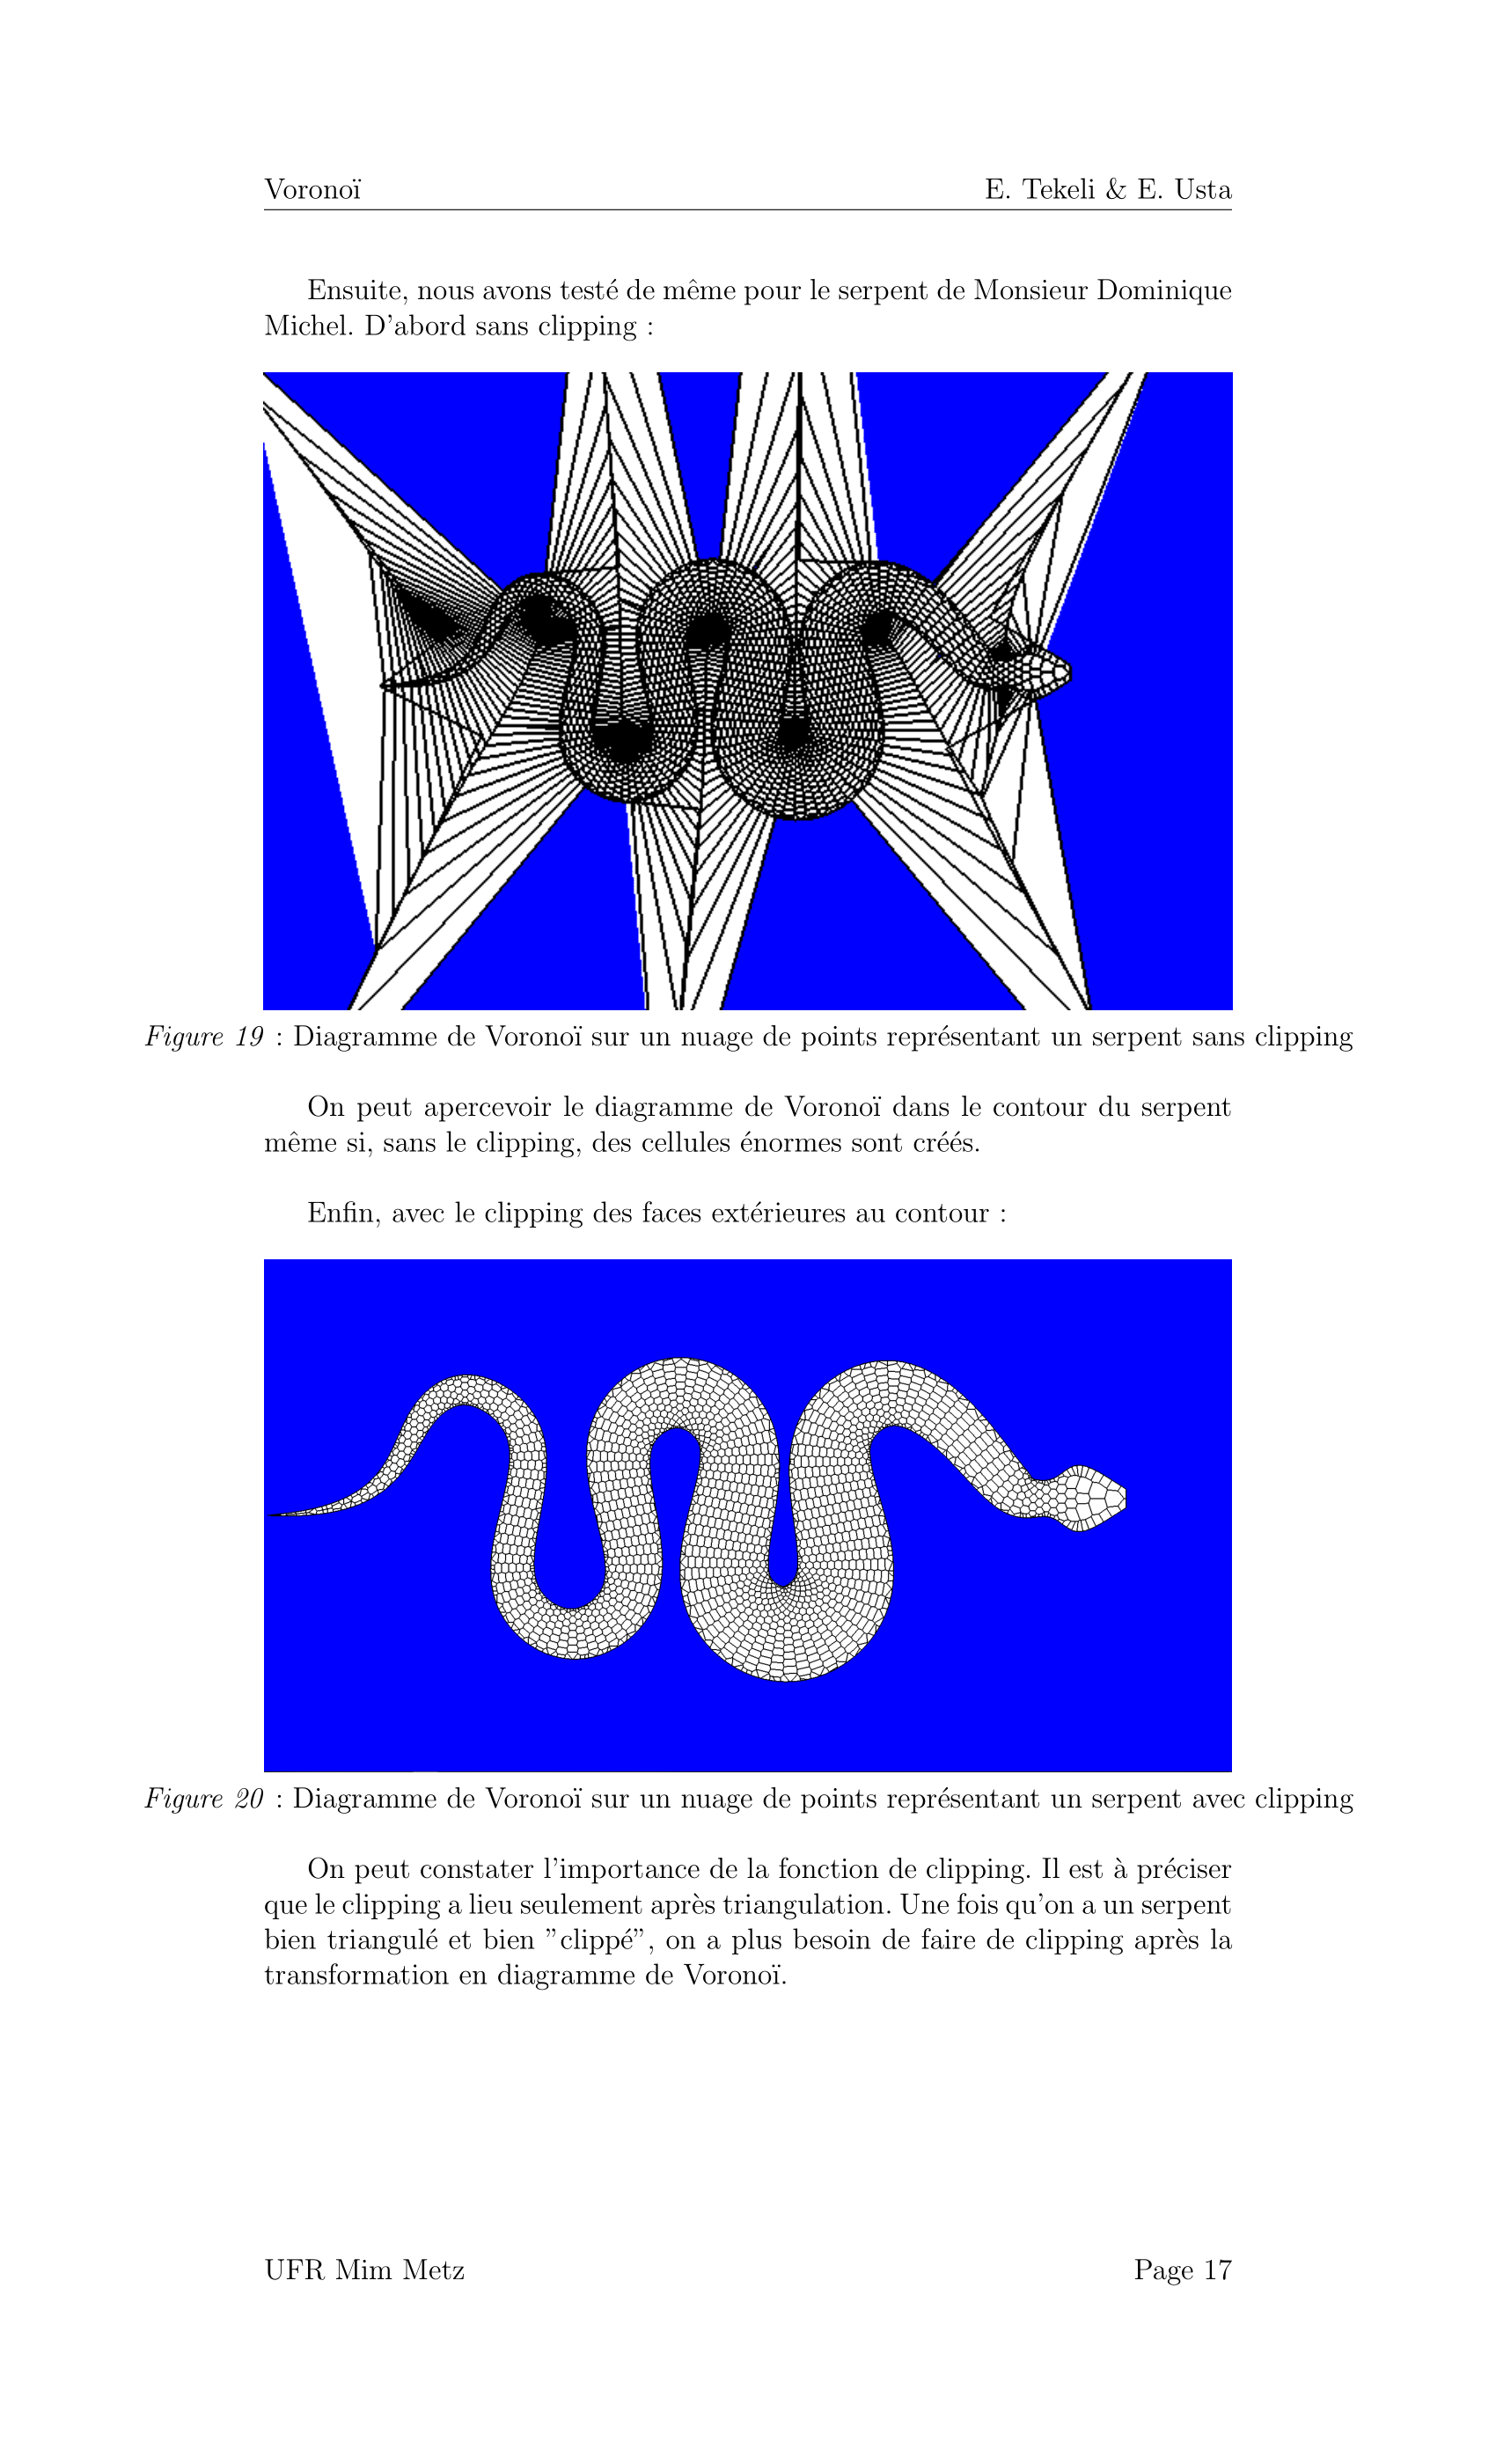 Voronoï E. Tekeli & E. Usta
Ensuite, nous avons testé de même pour le serpent de Monsieur Dominique
Michel. D'abord sans clipping :
Figure 19 : Diagramme de Voronoï sur un nuage de points représentant un serpent sans clipping
On peut apercevoir le diagramme de Voronoï dans le contour du serpent
même si, sans le clipping, des cellules énormes sont créés.
Enfin, avec le clipping des faces extérieures au contour :
Figure 20 : Diagramme de Voronoï sur un nuage de points représentant un serpent avec clipping
On peut constater l'importance de la fonction de clipping. Il est à préciser
que le clipping a lieu seulement après triangulation. Une fois qu'on a un serpent
bien triangulé et bien "clippé", on a plus besoin de faire de clipping après la
transformation en diagramme de Voronoï.
UFR Mim Metz Page 17